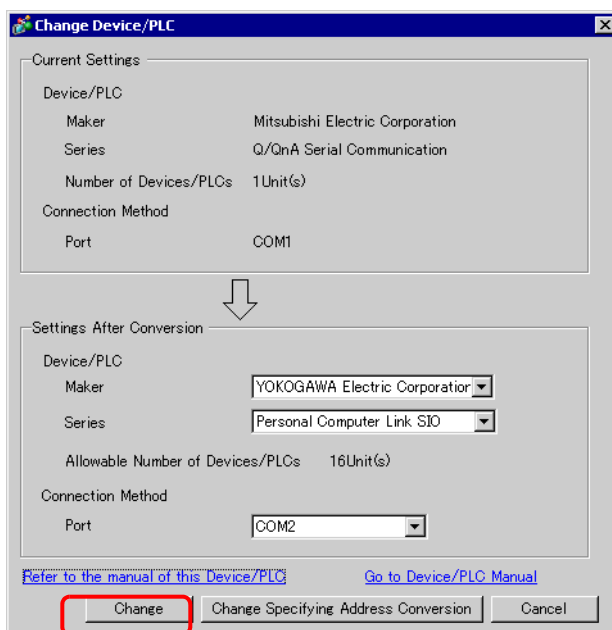 Change Device/PLC
Current Settings
Device/PLC
Maker Mitsubishi Electric Corporation
Series Q/QnA Serial Communication
Number of Devices/PLCs 1Unit(s)
Connection Method
Port COM1
Settings After Conversion
Device/PLC
Maker YOKOGAWA Electric Corporation
Series Personal Computer Link SIO
Allowable Number of Devices/PLCs 16Unit(s)
Connection Method
Port COM2
Refer to the manual of this Device/PLC Go to Device/PLC Manual
Change Change Specifying Address Conversion Cancel